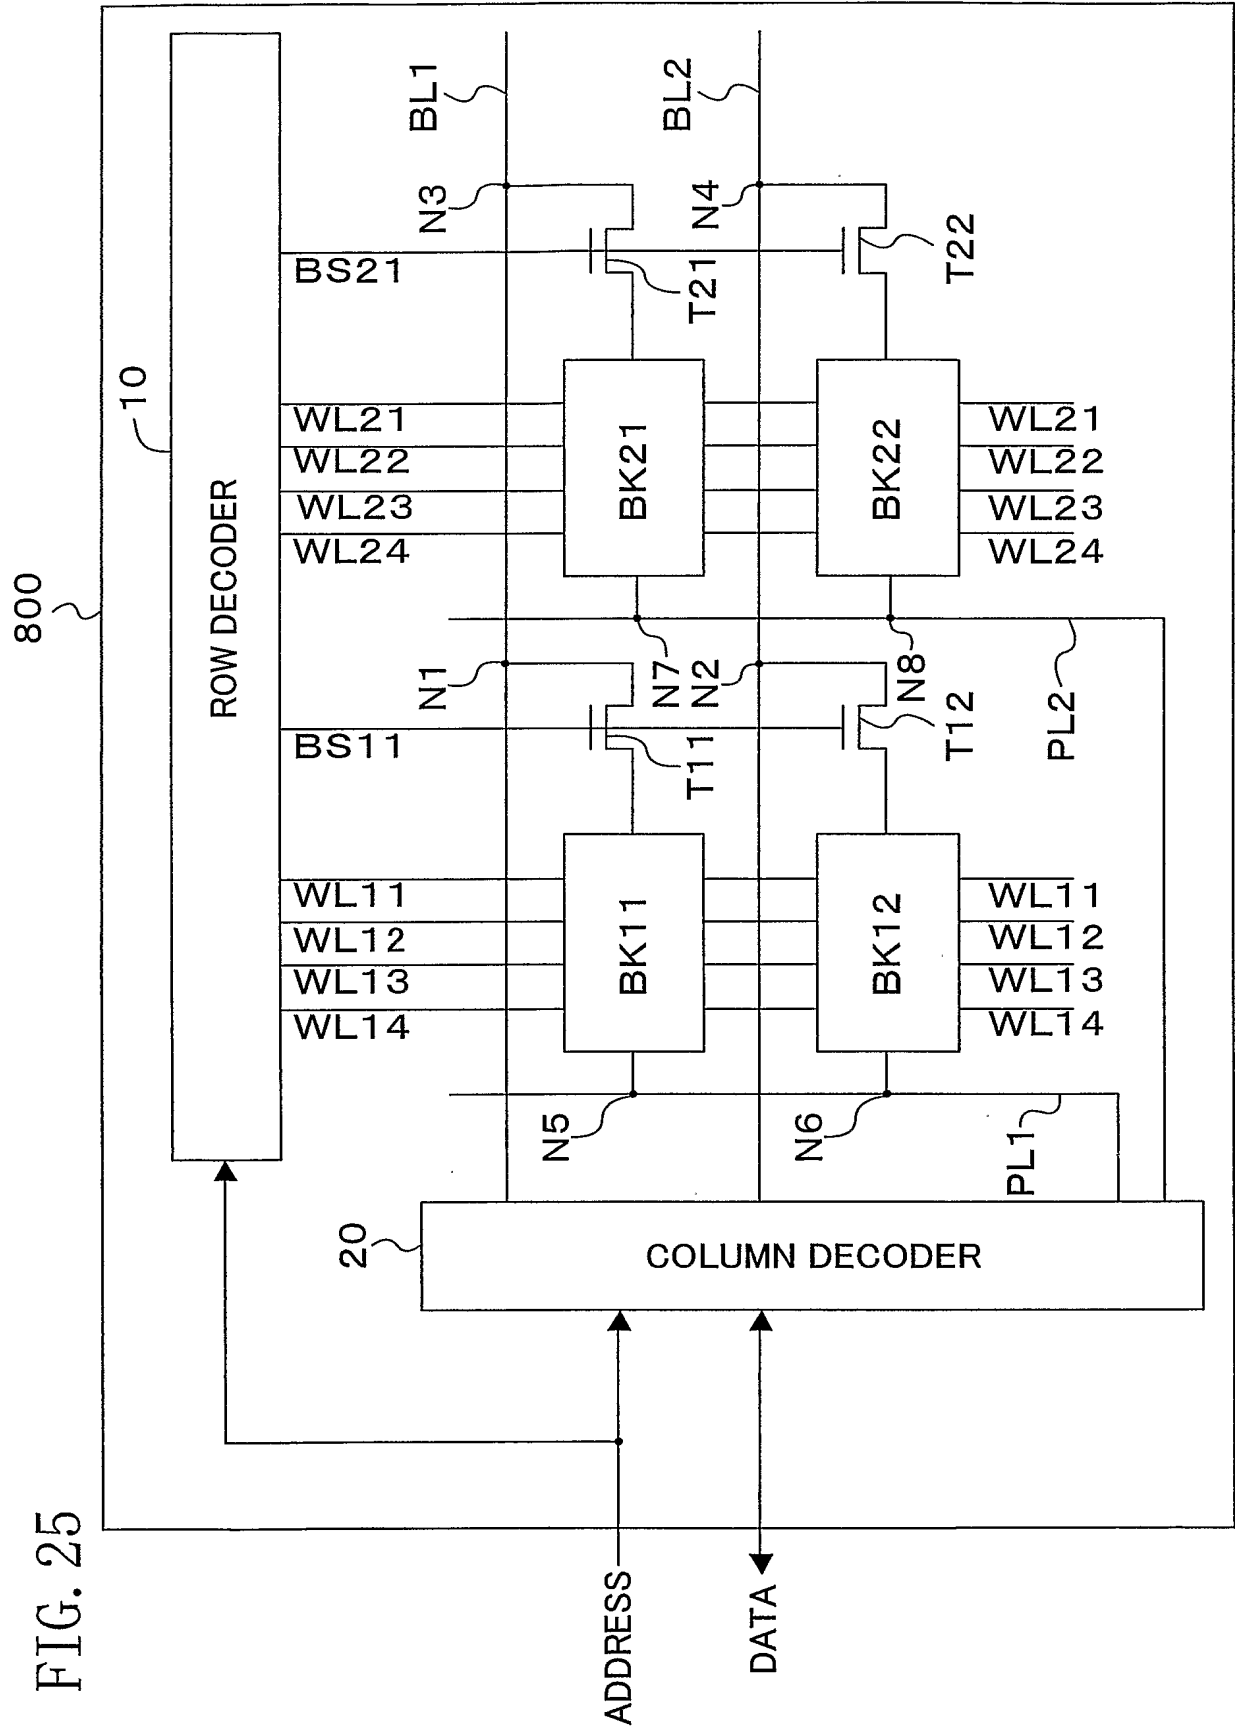 FIG. 25
800
10
ROW DECODER
BS11
BS21
WL14
WL13
WL12
WL11
WL24
WL23
WL22
WL21
BL1
BL2
N1
N3
N2
N4
T11
T21
T12
T22
BK11
BK21
BK12
BK22
N5
N7
N6
N8
WL14
WL13
WL12
WL11
WL24
WL23
WL22
WL21
PL1
PL2
20
COLUMN DECODER
ADDRESS
DATA